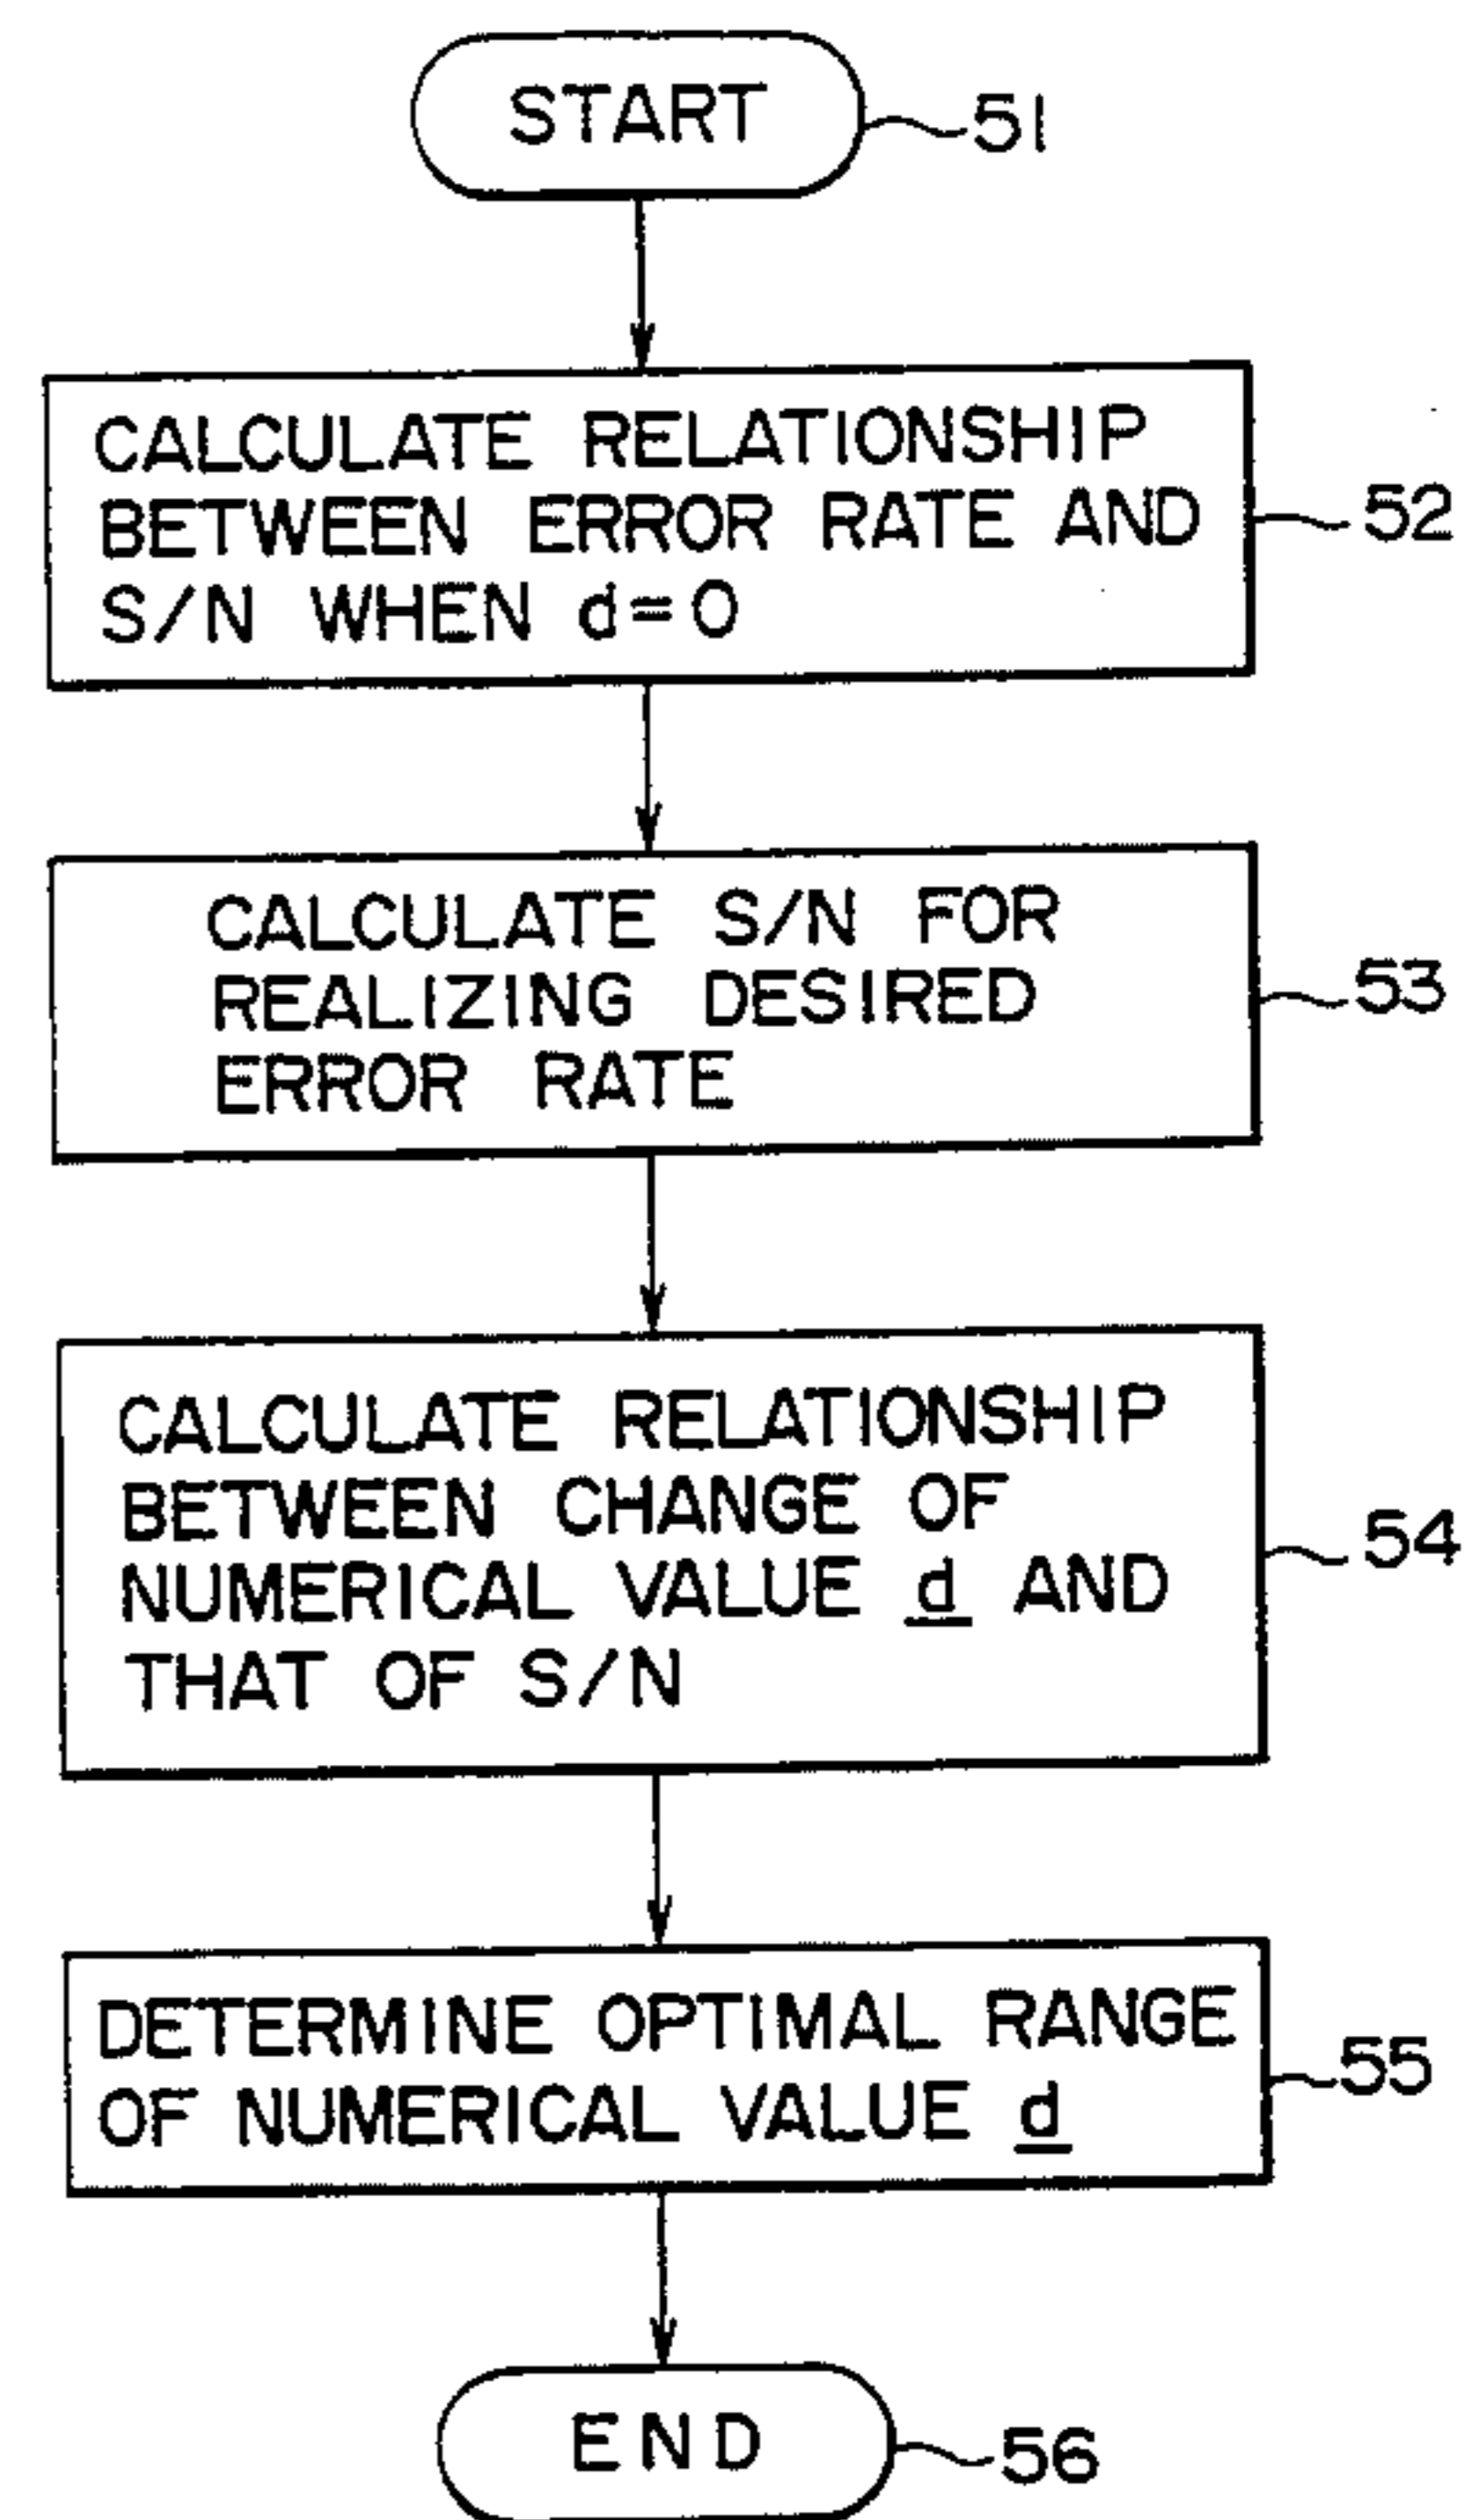 START
51
CALCULATE RELATIONSHIP
BETWEEN ERROR RATE AND
S/N WHEN d=0
52
CALCULATE S/N FOR
REALIZING DESIRED
ERROR RATE
53
CALCULATE RELATIONSHIP
BETWEEN CHANGE OF
NUMERICAL VALUE d AND
THAT OF S/N
54
DETERMINE OPTIMAL RANGE
OF NUMERICAL VALUE d
55
END
56